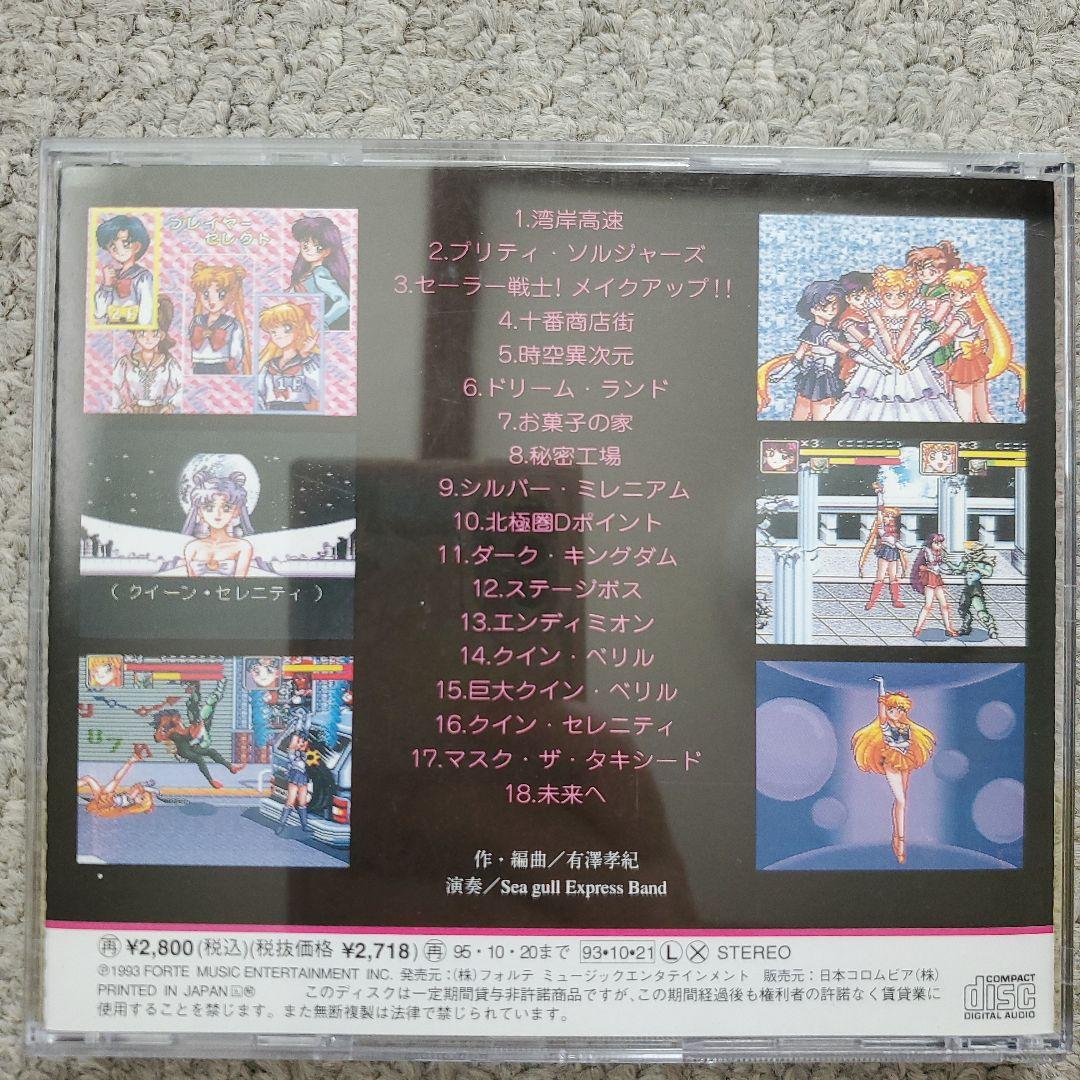 プレイヤー
セレクト
2P
1P
(クイーン・セレニティ)
×3
×3
1.湾岸高速
2.プリティ・ソルジャーズ
3.セーラー戦士!メイクアップ!!
4.十番商店街
5.時空異次元
6.ドリーム・ランド
7.お菓子の家
8.秘密工場
9.シルバー・ミレニアム
10.北極圏Dポイント
11.ダーク・キングダム
12.ステージボス
13.エンディミオン
14.クイン・ベリル
15.巨大クイン・ベリル
16.クイン・セレニティ
17.マスク・ザ・タキシード
18.未来へ
作・編曲/有澤孝紀
演奏/Sea gull Express Band
再 ¥2,800(税込)(税抜価格 ¥2,718) 再 95・10・20まで 93•10•21 L X STEREO
℗1993 FORTE MUSIC ENTERTAINMENT INC. 発売元:(株)フォルテ ミュージックエンタテインメント 販売元:日本コロムビア(株)
PRINTED IN JAPAN このディスクは一定期間貸与非許諾商品ですが、この期間経過後も権利者の許諾なく賃貸業に
使用することを禁じます。また無断複製は法律で禁じられています。
COMPACT
disc
DIGITAL AUDIO